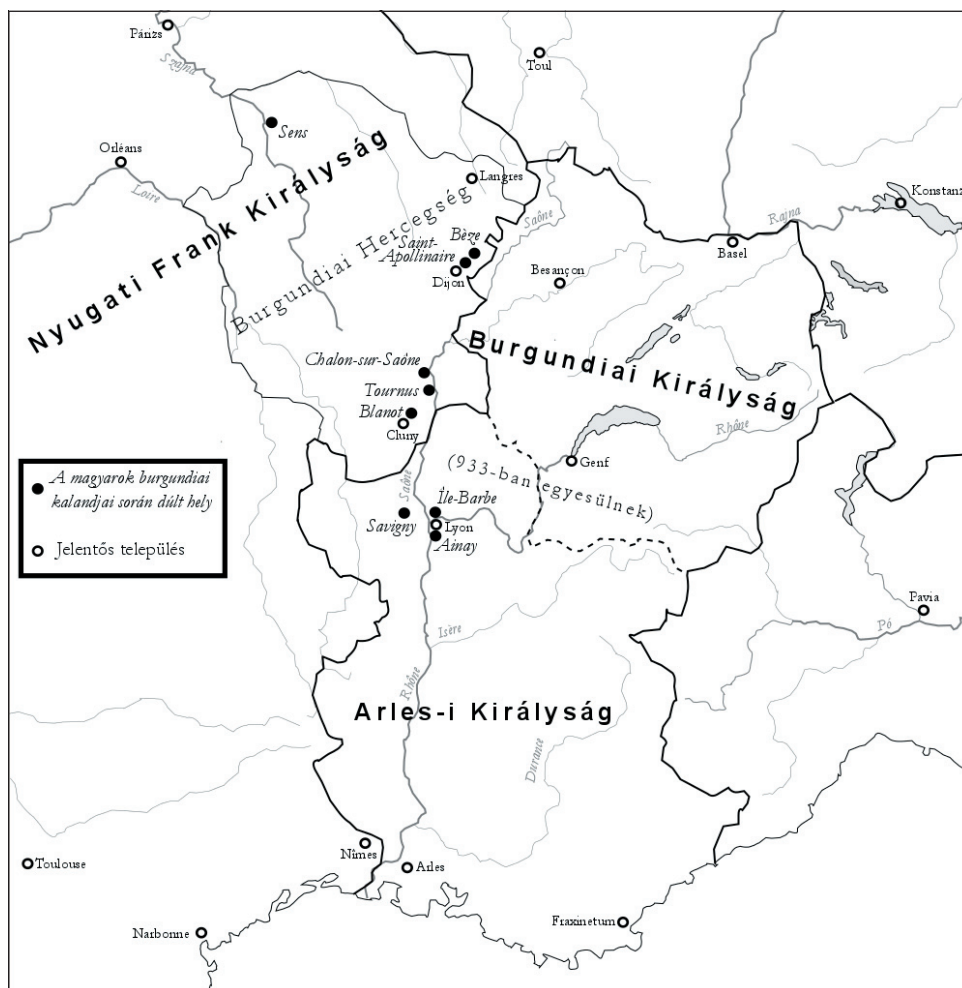 Párizs
Szajna
Toul
Sens
Orléans
Loire
Langres
Konstanz
Nyugati Frank Királyság
Burgundiai Hercegség
Saône
Rajna
Basel
Bèze
Saint-
Apollinaire
Dijon
Besançon
Chalon-sur-Saône
Tournus
Blanot
Cluny
Burgundiai Királyság
Rhône
Genf
(933-ban egyesülnek)
A magyarok burgundiai
kalandjai során dúlt hely
Jelentős település
Saône
Île-Barbe
Savigny
Lyon
Ainay
Pavia
Pó
Isère
Rhône
Arles-i Királyság
Durance
Nîmes
Arles
Toulouse
Narbonne
Fraxinetum